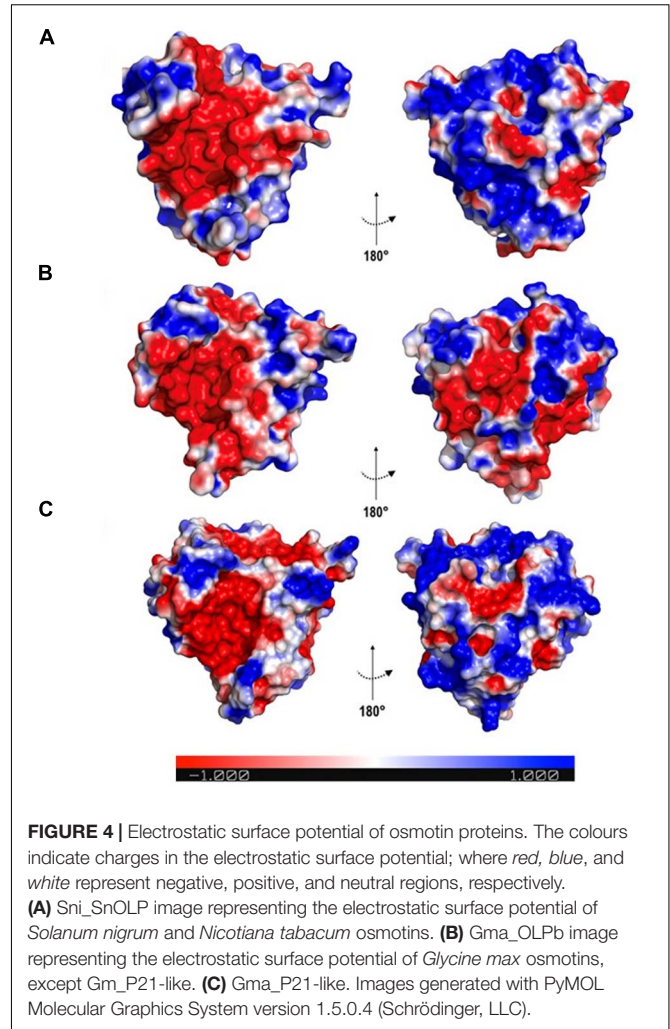 A
180°
B
180°
C
180°
-1.000 1.000
FIGURE 4 | Electrostatic surface potential of osmotin proteins. The colours
indicate charges in the electrostatic surface potential; where red, blue, and
white represent negative, positive, and neutral regions, respectively.
(A) Sni_SnOLP image representing the electrostatic surface potential of
Solanum nigrum and Nicotiana tabacum osmotins. (B) Gma_OLPb image
representing the electrostatic surface potential of Glycine max osmotins,
except Gm_P21-like. (C) Gma_P21-like. Images generated with PyMOL
Molecular Graphics System version 1.5.0.4 (Schrödinger, LLC).